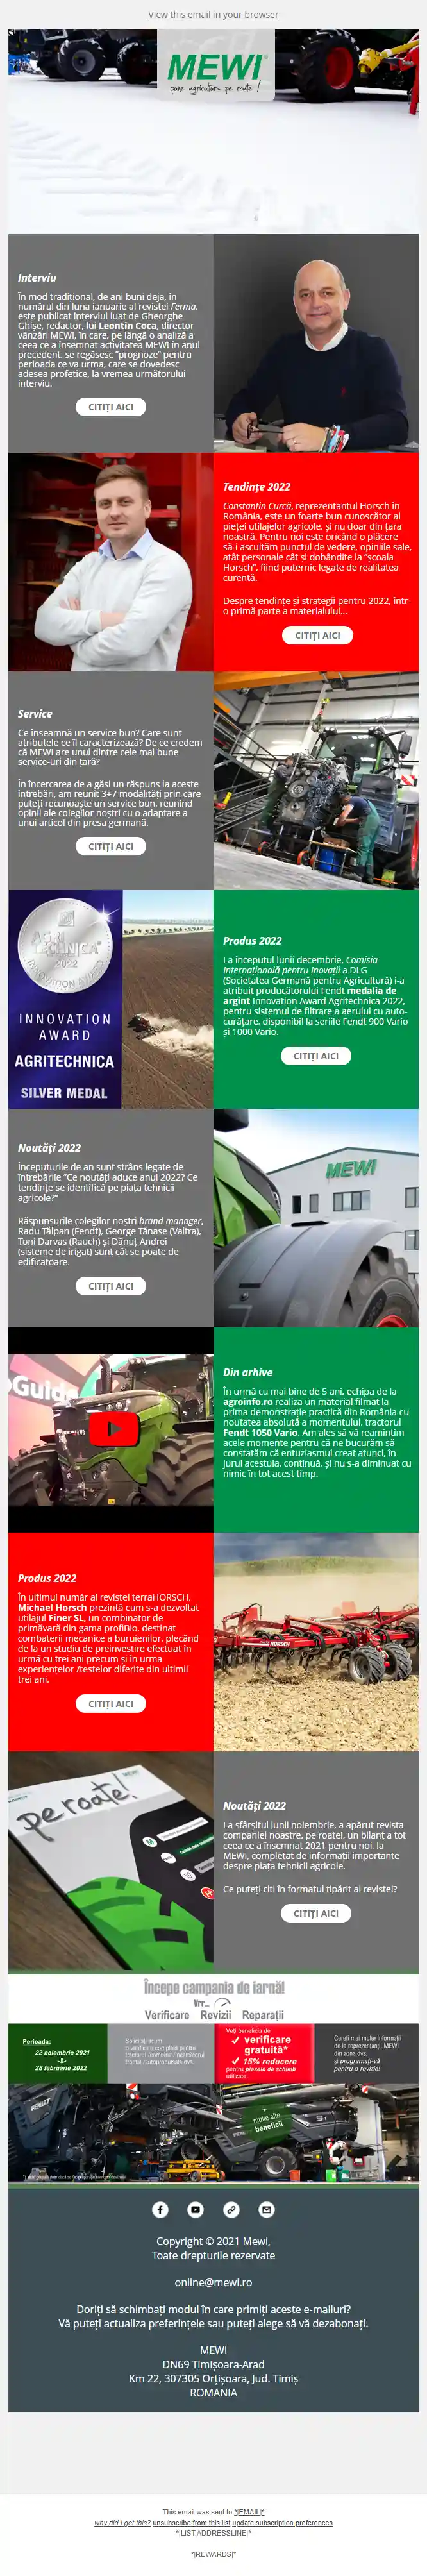 View this email in your browser
MEWI
pune agricultura pe roate!
Interviu
În mod tradițional, de ani buni deja, în
numărul din luna ianuarie al revistei Ferma,
este publicat interviul luat de Gheorghe
Ghișe, redactor, lui Leontin Coca, director
vânzări MEWI, în care, pe lângă o analiză a
ceea ce a însemnat activitatea MEWI în anul
precedent, se regăsesc "prognoze" pentru
perioada ce va urma, care se dovedesc
adesea profetice, la vremea următorului
interviu.
CITIȚI AICI
Tendințe 2022
Constantin Curcă, reprezentantul Horsch în
România, este un foarte bun cunoscător al
pieței utilajelor agricole, și nu doar din țara
noastră. Pentru noi este oricând o plăcere
să-i ascultăm punctul de vedere, opiniile sale,
atât personale cât și dobândite la "școala
Horsch", fiind puternic legate de realitatea
curentă.
Despre tendințe și strategii pentru 2022, într-
o primă parte a materialului...
CITIȚI AICI
Service
Ce înseamnă un service bun? Care sunt
atributele ce îl caracterizează? De ce credem
că MEWI are unul dintre cele mai bune
service-uri din țară?
În încercarea de a găsi un răspuns la aceste
întrebări, am reunit 3+7 modalități prin care
puteți recunoaște un service bun, reunind
opinii ale colegilor noștri cu o adaptare a
unui articol din presa germană.
CITIȚI AICI
AGRITECHNICA
INNOVATION AWARD
2022
INNOVATION
AWARD
AGRITECHNICA
SILVER MEDAL
Produs 2022
La începutul lunii decembrie, Comisia
Internațională pentru Inovații a DLG
(Societatea Germană pentru Agricultură) i-a
atribuit producătorului Fendt medalia de
argint Innovation Award Agritechnica 2022,
pentru sistemul de filtrare a aerului cu auto-
curățare, disponibil la seriile Fendt 900 Vario
și 1000 Vario.
CITIȚI AICI
Noutăți 2022
Începuturile de an sunt strâns legate de
întrebările "Ce noutăți aduce anul 2022? Ce
tendințe se identifică pe piața tehnicii
agricole?"
Răspunsurile colegilor noștri brand manager,
Radu Tălpan (Fendt), George Tănase (Valtra),
Toni Darvas (Rauch) și Dănuț Andrei
(sisteme de irigat) sunt cât se poate de
edificatoare.
CITIȚI AICI
MEWI
oGuide
Din arhive
În urmă cu mai bine de 5 ani, echipa de la
agroinfo.ro realiza un material filmat la
prima demonstrație practică din România cu
noutatea absolută a momentului, tractorul
Fendt 1050 Vario. Am ales să vă reamintim
acele momente pentru că ne bucurăm să
constatăm că entuziasmul creat atunci, în
jurul acestuia, continuă, și nu s-a diminuat cu
nimic în tot acest timp.
Produs 2022
În ultimul număr al revistei terraHORSCH,
Michael Horsch prezintă cum s-a dezvoltat
utilajul Finer SL, un combinator de
primăvară din gama profiBio, destinat
combaterii mecanice a buruienilor, plecând
de la un studiu de preinvestire efectuat în
urmă cu trei ani precum și în urma
experiențelor /testelor diferite din ultimii
trei ani.
CITIȚI AICI
HORSCH
pe roate!
Noutăți 2022
La sfârșitul lunii noiembrie, a apărut revista
companiei noastre, pe roate!, un bilanț a tot
ceea ce a însemnat 2021 pentru noi, la
MEWI, completat de informații importante
despre piața tehnicii agricole.
Ce puteți citi în formatul tipărit al revistei?
CITIȚI AICI
Începe campania de iarnă!
Verificare Revizii Reparații
Perioada:
22 noiembrie 2021
28 februarie 2022
Solicitați acum
o verificare completă pentru
Veți beneficia de
verificare
gratuită*
15% reducere
pentru piesele de schimb
utilizate.
Cereți mai multe informații
de la reprezentanții MEWI
din zona dvs.
și programați-vă
pentru o revizie!
+
multe alte
beneficii
FENDT
Copyright © 2021 Mewi,
Toate drepturile rezervate
online@mewi.ro
Doriți să schimbați modul în care primiți aceste e-mailuri?
Vă puteți actualiza preferințele sau puteți alege să vă dezabonați.
MEWI
DN69 Timișoara-Arad
Km 22, 307305 Orțișoara, Jud. Timiș
ROMANIA
This email was sent to *|EMAIL|*
why did I get this? unsubscribe from this list update subscription preferences
*|LIST:ADDRESSLINE|*
*|REWARDS|*